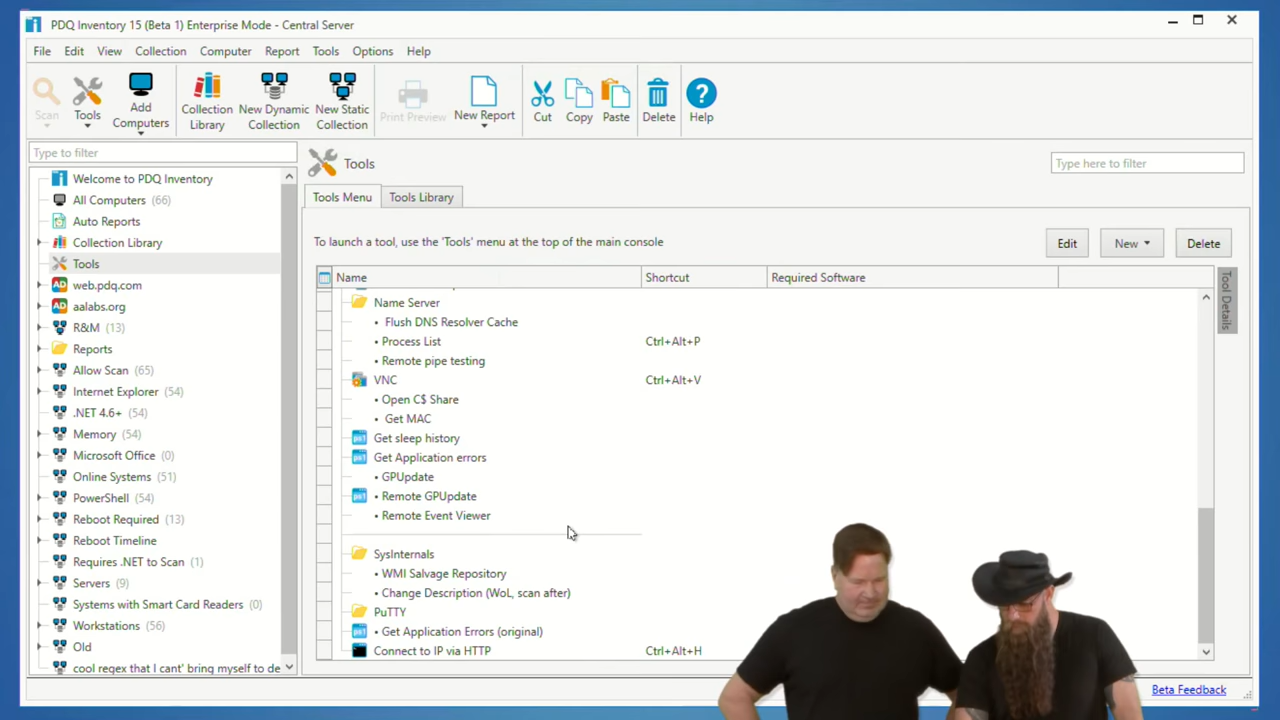 PDQ Inventory 15 (Beta 1) Enterprise Mode - Central Server
File Edit View Collection Computer Report Tools Options Help
Scan
Tools
Add Computers
Collection Library
New Dynamic Collection
New Static Collection
Print Preview
New Report
Cut
Copy
Paste
Delete
Help
Type to filter
Welcome to PDQ Inventory
All Computers (66)
Auto Reports
Collection Library
Tools
web.pdq.com
aalabs.org
R&M (13)
Reports
Allow Scan (65)
Internet Explorer (54)
.NET 4.6+ (54)
Memory (54)
Microsoft Office (0)
Online Systems (51)
PowerShell (54)
Reboot Required (13)
Reboot Timeline
Requires .NET to Scan (1)
Servers (9)
Systems with Smart Card Readers (0)
Workstations (56)
Old
cool regex that I cant' bring myself to de
Tools
Type here to filter
Tools Menu Tools Library
To launch a tool, use the 'Tools' menu at the top of the main console
Edit New Delete
Name Shortcut Required Software
Name Server
• Flush DNS Resolver Cache
• Process List Ctrl+Alt+P
• Remote pipe testing
VNC Ctrl+Alt+V
• Open C$ Share
• Get MAC
Get sleep history
Get Application errors
• GPUpdate
• Remote GPUpdate
• Remote Event Viewer
SysInternals
• WMI Salvage Repository
• Change Description (WoL, scan after)
PuTTY
• Get Application Errors (original)
Connect to IP via HTTP Ctrl+Alt+H
Tool Details
Beta Feedback